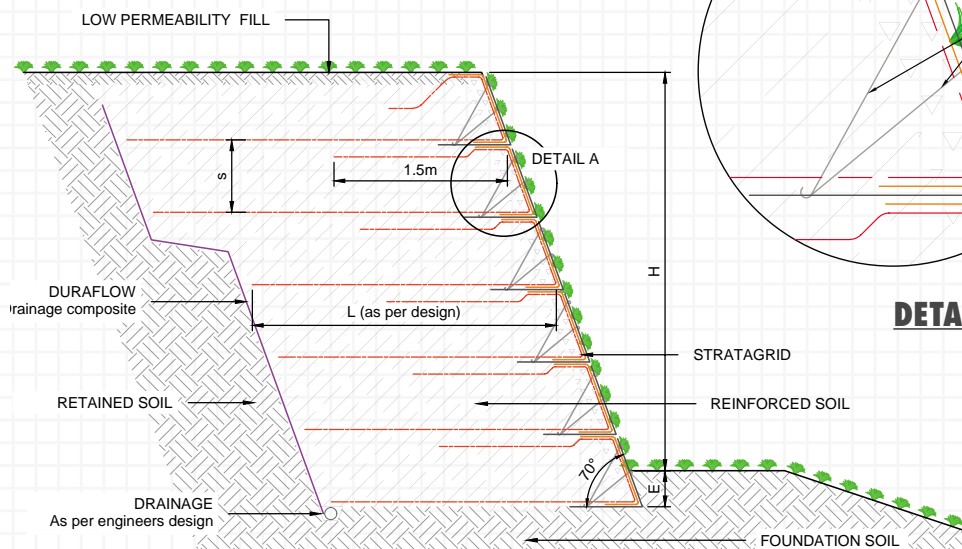 LOW PERMEABILITY FILL
DETAIL A
1.5m
s
H
DURAFLOW
Drainage composite
L (as per design)
DETA
STRATAGRID
RETAINED SOIL
REINFORCED SOIL
70°
E
DRAINAGE
As per engineers design
FOUNDATION SOIL